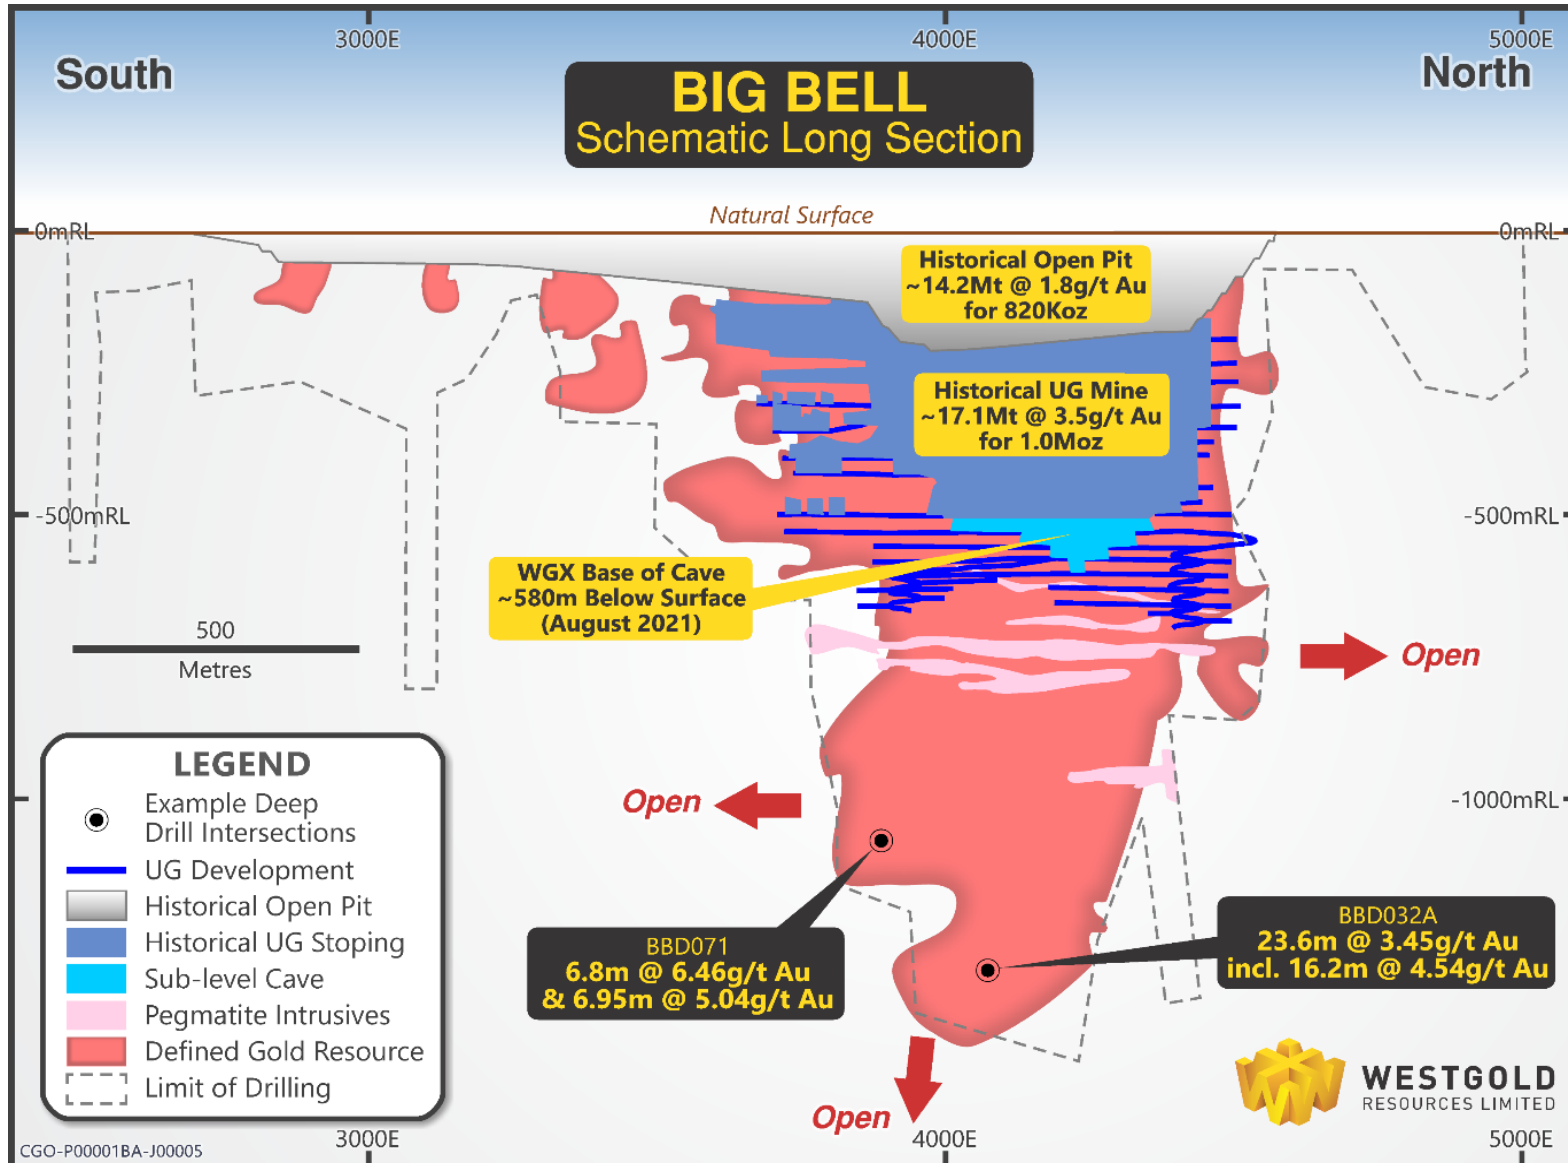 3000E
4000E
5000E
South
North
BIG BELL
Schematic Long Section
Natural Surface
0mRL
0mRL
Historical Open Pit
~14.2Mt @ 1.8g/t Au
for 820Koz
Historical UG Mine
~17.1Mt @ 3.5g/t Au
for 1.0Moz
-500mRL
-500mRL
WGX Base of Cave
~580m Below Surface
(August 2021)
500
Metres
Open
Open
-1000mRL
LEGEND
Example Deep
Drill Intersections
UG Development
Historical Open Pit
Historical UG Stoping
Sub-level Cave
Pegmatite Intrusives
Defined Gold Resource
Limit of Drilling
BBD071
6.8m @ 6.46g/t Au
& 6.95m @ 5.04g/t Au
BBD032A
23.6m @ 3.45g/t Au
incl. 16.2m @ 4.54g/t Au
Open
WESTGOLD
RESOURCES LIMITED
CGO-P00001BA-J00005
3000E
4000E
5000E